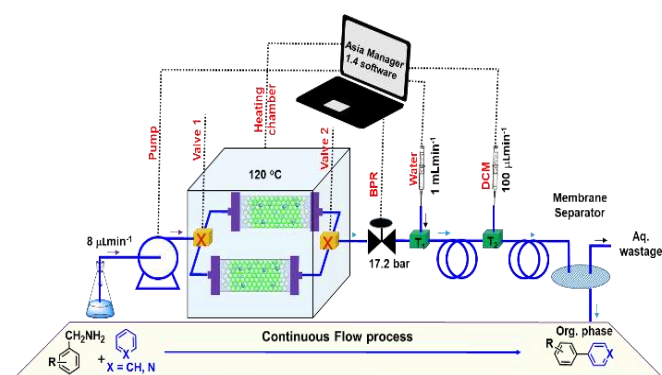 Asia Manager
1.4 software
Pump
Valve 1
Heating
chamber
Valve 2
BPR
Water
1 mLmin⁻¹
DCM
100 µLmin⁻¹
120 °C
8 µLmin⁻¹
X
X
17.2 bar
T₁
T₂
Membrane
Separator
Aq.
wastage
CH₂NH₂
R
+
X
X = CH, N
Continuous Flow process
Org. phase
R
X